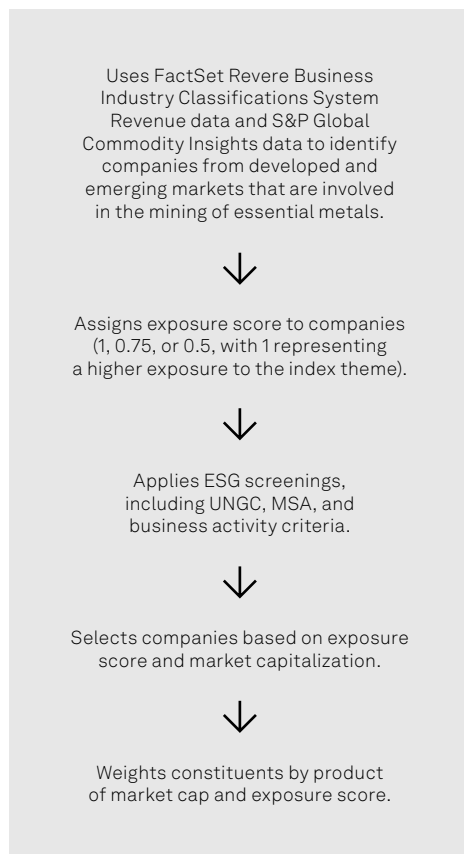 Uses FactSet Revere Business
Industry Classifications System
Revenue data and S&P Global
Commodity Insights data to identify
companies from developed and
emerging markets that are involved
in the mining of essential metals.
Assigns exposure score to companies
(1, 0.75, or 0.5, with 1 representing
a higher exposure to the index theme).
Applies ESG screenings,
including UNGC, MSA, and
business activity criteria.
Selects companies based on exposure
score and market capitalization.
Weights constituents by product
of market cap and exposure score.